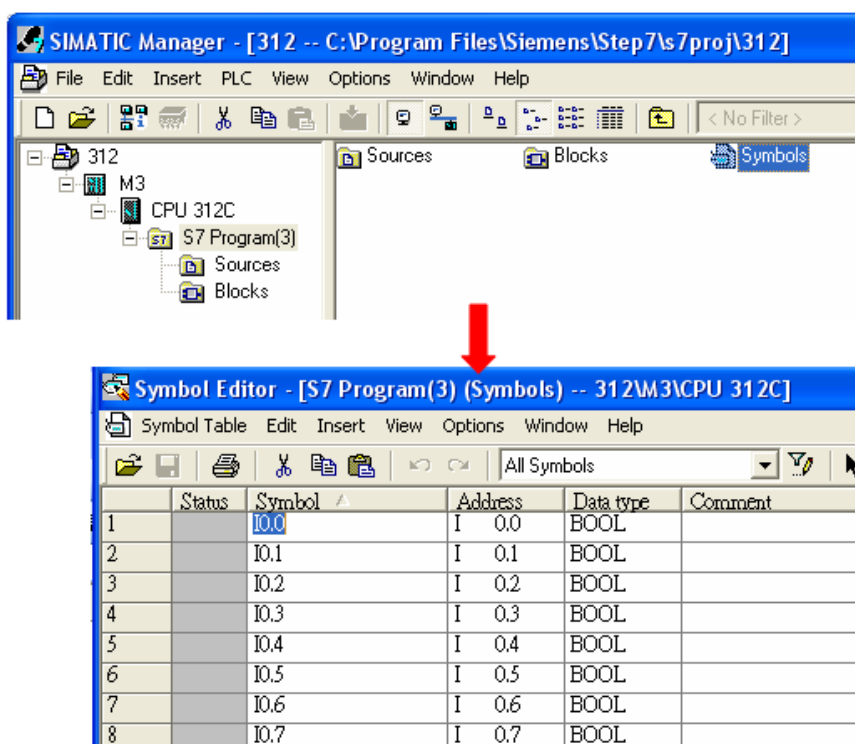 SIMATIC Manager - [312 -- C:\Program Files\Siemens\Step7\s7proj\312]
File Edit Insert PLC View Options Window Help
< No Filter >
312
M3
CPU 312C
S7 Program(3)
Sources
Blocks
Sources Blocks Symbols
Symbol Editor - [S7 Program(3) (Symbols) -- 312\M3\CPU 312C]
Symbol Table Edit Insert View Options Window Help
All Symbols
Status Symbol Address Data type Comment
1 I0.0 I 0.0 BOOL
2 I0.1 I 0.1 BOOL
3 I0.2 I 0.2 BOOL
4 I0.3 I 0.3 BOOL
5 I0.4 I 0.4 BOOL
6 I0.5 I 0.5 BOOL
7 I0.6 I 0.6 BOOL
8 I0.7 I 0.7 BOOL